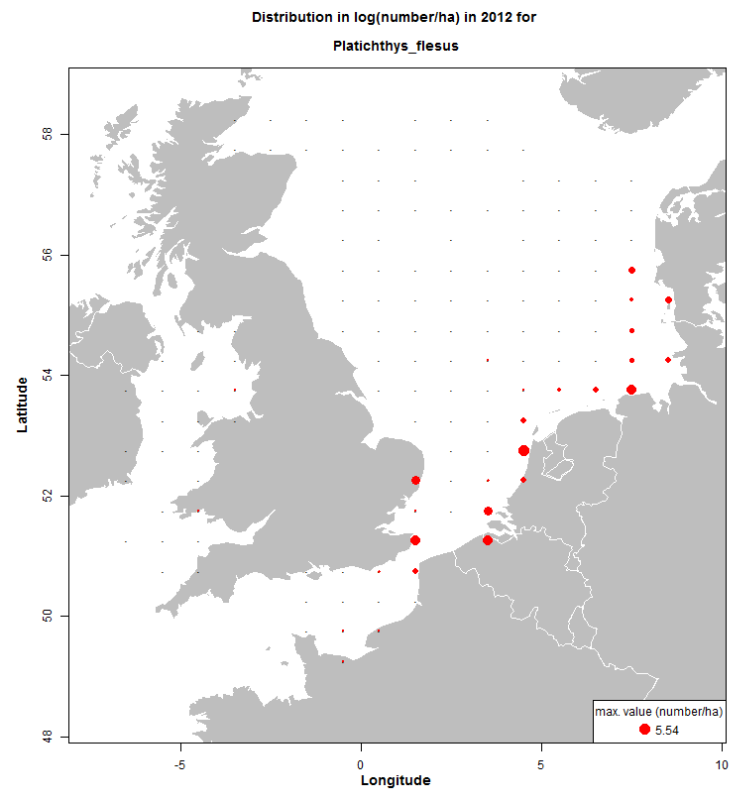 Distribution in log(number/ha) in 2012 for
Platichthys_flesus
58
56
54
52
50
48
Latitude
max. value (number/ha)
5.54
-5
0
5
10
Longitude